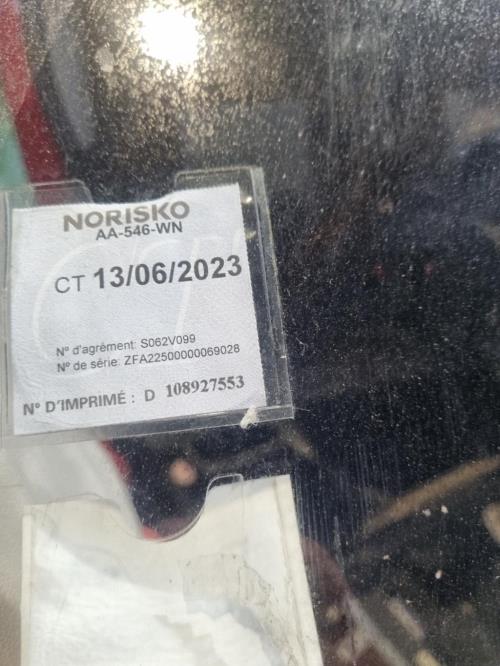 NORISKO
AA-546-WN
CT 13/06/2023
N° d'agrément: S062V099
N° de série: ZFA22500000069028
N° D'IMPRIMÉ : D 108927553